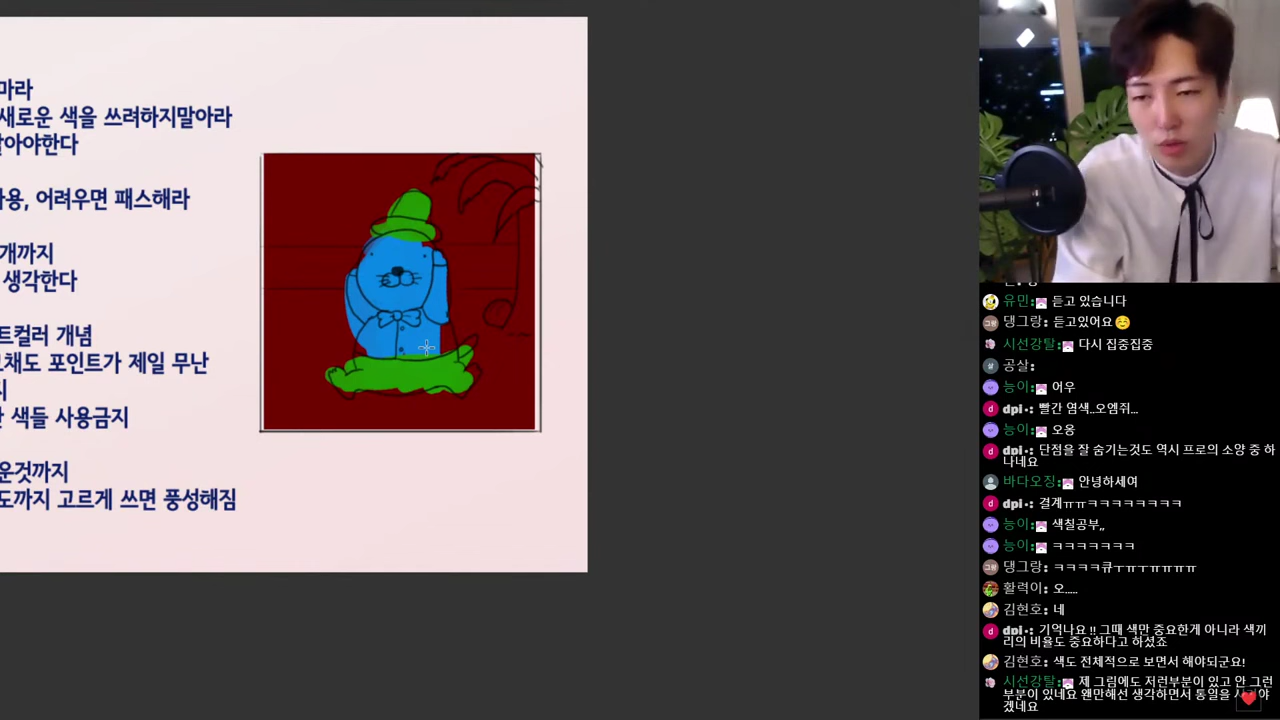 마라
새로운 색을 쓰려하지말아라
아야한다
사용, 어려우면 패스해라
개까지
생각한다
트컬러 개념
고채도 포인트가 제일 무난
지
색들 사용금지
운것까지
도까지 고르게 쓰면 풍성해짐
유민: 듣고 있습니다
댕그랑: 듣고있어요
시선강탈: 다시 집중집중
공실:
능이: 어우
dpi·: 빨간 염색..오엠쥐...
능이: 오옹
dpi·: 단점을 잘 숨기는것도 역시 프로의 소양 중 하
나네요
바다오징: 안녕하세여
dpi·: 결계ㅠㅠㅋㅋㅋㅋㅋㅋㅋㅋ
능이: 색칠공부,,
능이: ㅋㅋㅋㅋㅋㅋㅋ
댕그랑: ㅋㅋㅋㅋ큐ㅜㅠㅜㅠㅠㅠㅠ
활력이: 오.....
김현호: 네
dpi·: 기억나요 !! 그때 색만 중요한게 아니라 색끼
리의 비율도 중요하다고 하셨죠
김현호: 색도 전체적으로 보면서 해야되군요!
시선강탈: 제 그림에도 저런부분이 있고 안 그런
부분이 있네요 왠만해선 생각하면서 통일을
겠네요